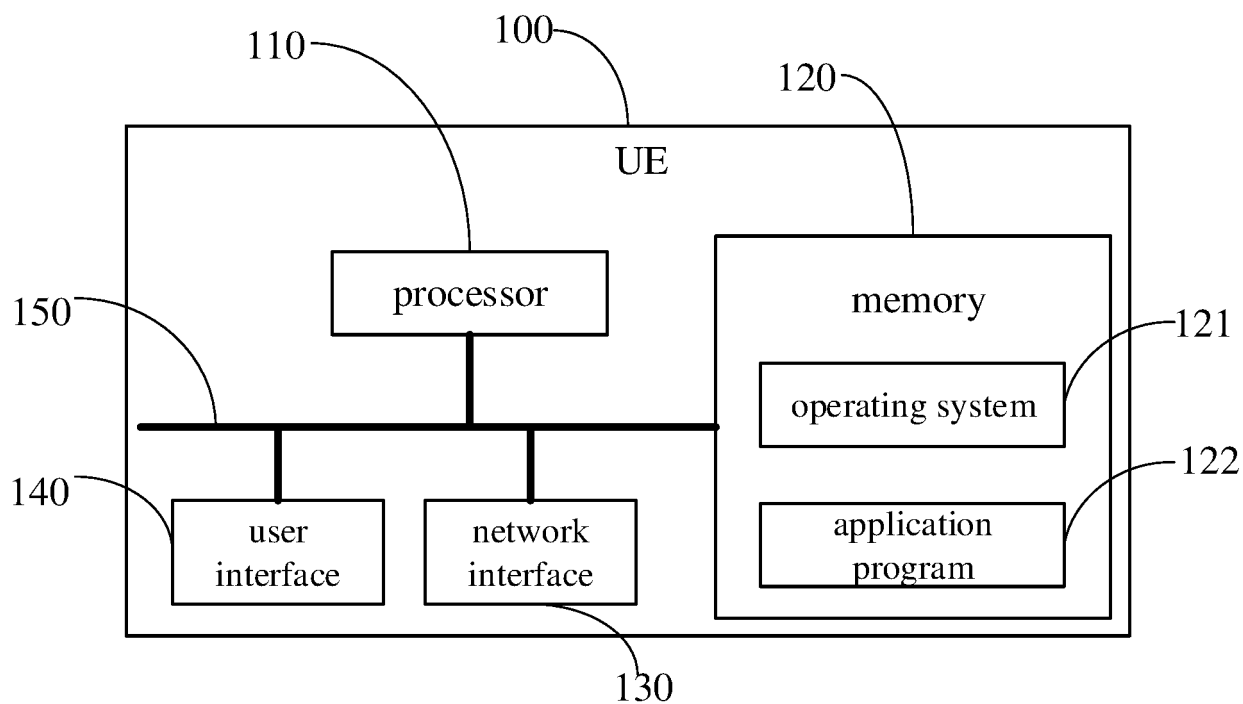 100
110
120
UE
processor
memory
150
121
operating system
122
140
user
interface
network
interface
application
program
130